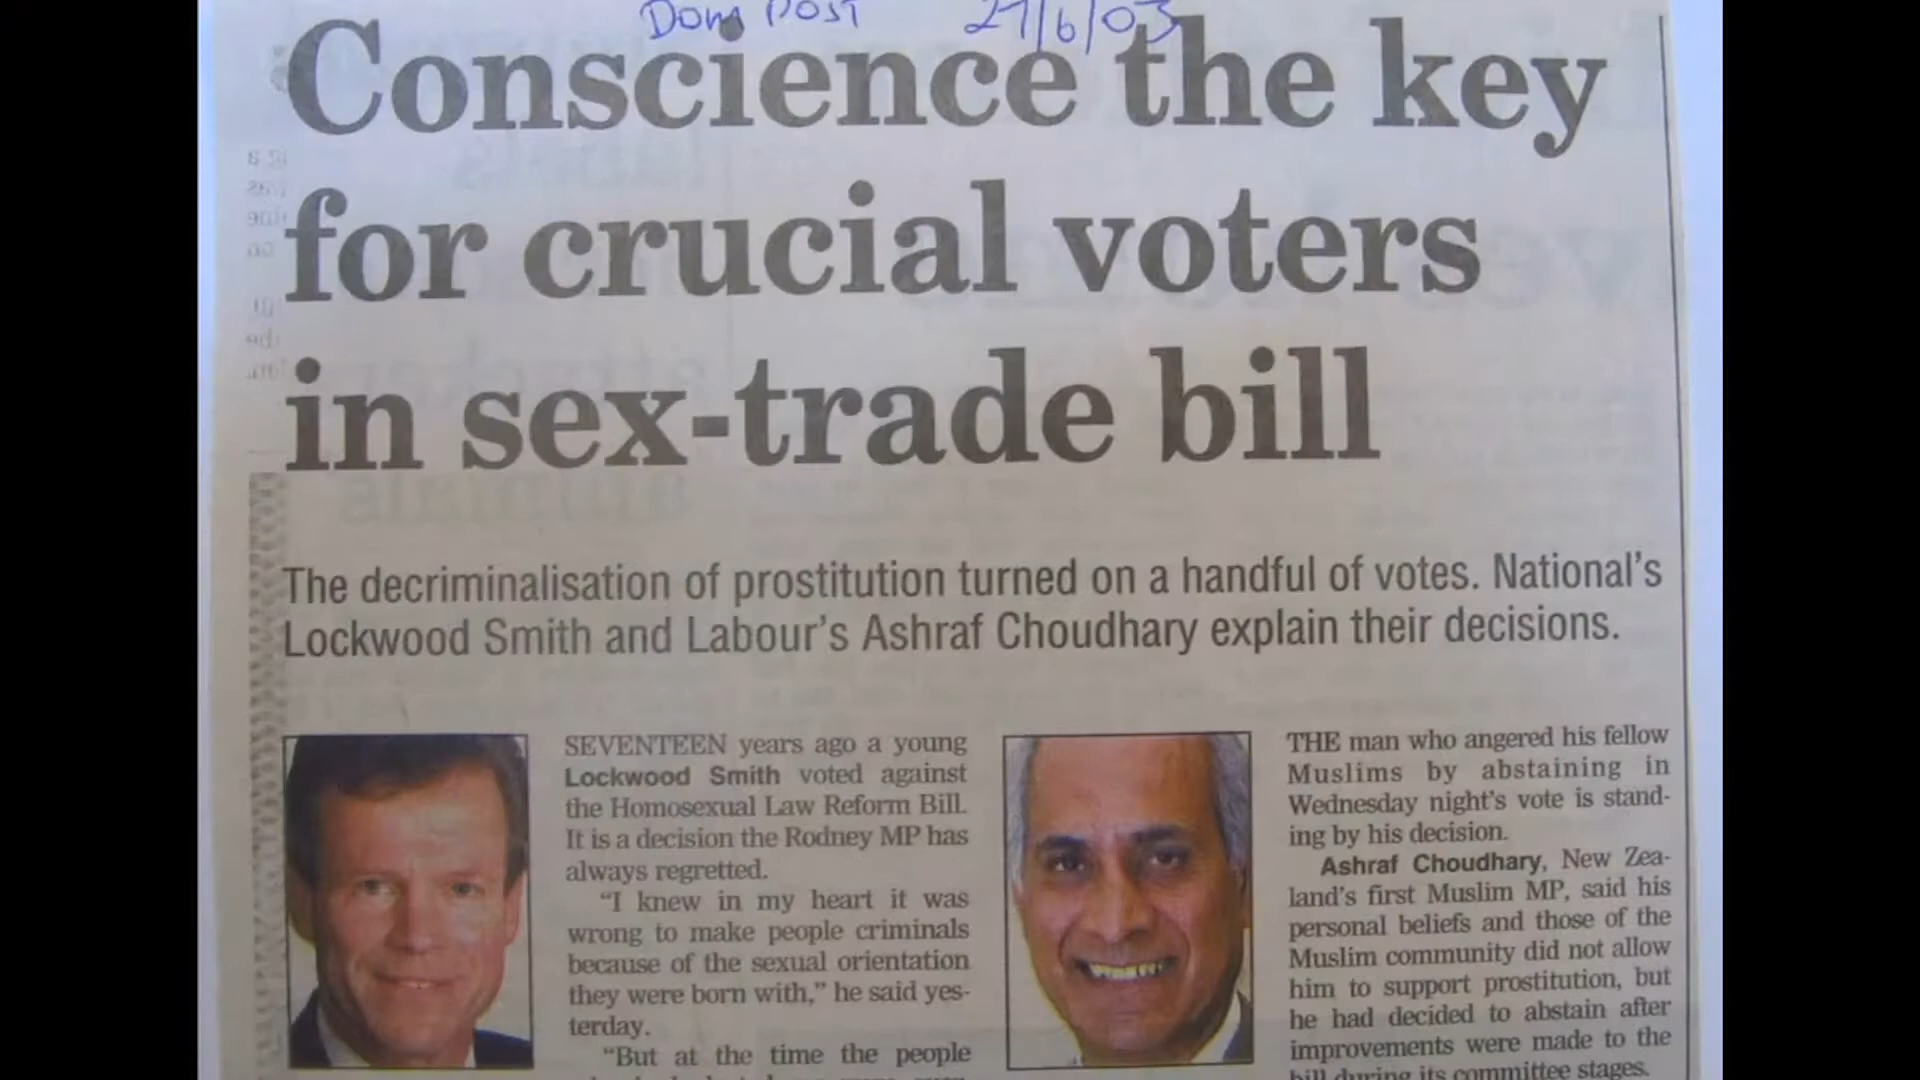 Dom Post 27/6/03
Conscience the key
for crucial voters
in sex-trade bill
The decriminalisation of prostitution turned on a handful of votes. National's
Lockwood Smith and Labour's Ashraf Choudhary explain their decisions.
SEVENTEEN years ago a young
Lockwood Smith voted against
the Homosexual Law Reform Bill.
It is a decision the Rodney MP has
always regretted.
“I knew in my heart it was
wrong to make people criminals
because of the sexual orientation
they were born with,” he said yes-
terday.
“But at the time the people
THE man who angered his fellow
Muslims by abstaining in
Wednesday night's vote is stand-
ing by his decision.
Ashraf Choudhary, New Zea-
land's first Muslim MP, said his
personal beliefs and those of the
Muslim community did not allow
him to support prostitution, but
he had decided to abstain after
improvements were made to the
bill during its committee stages.